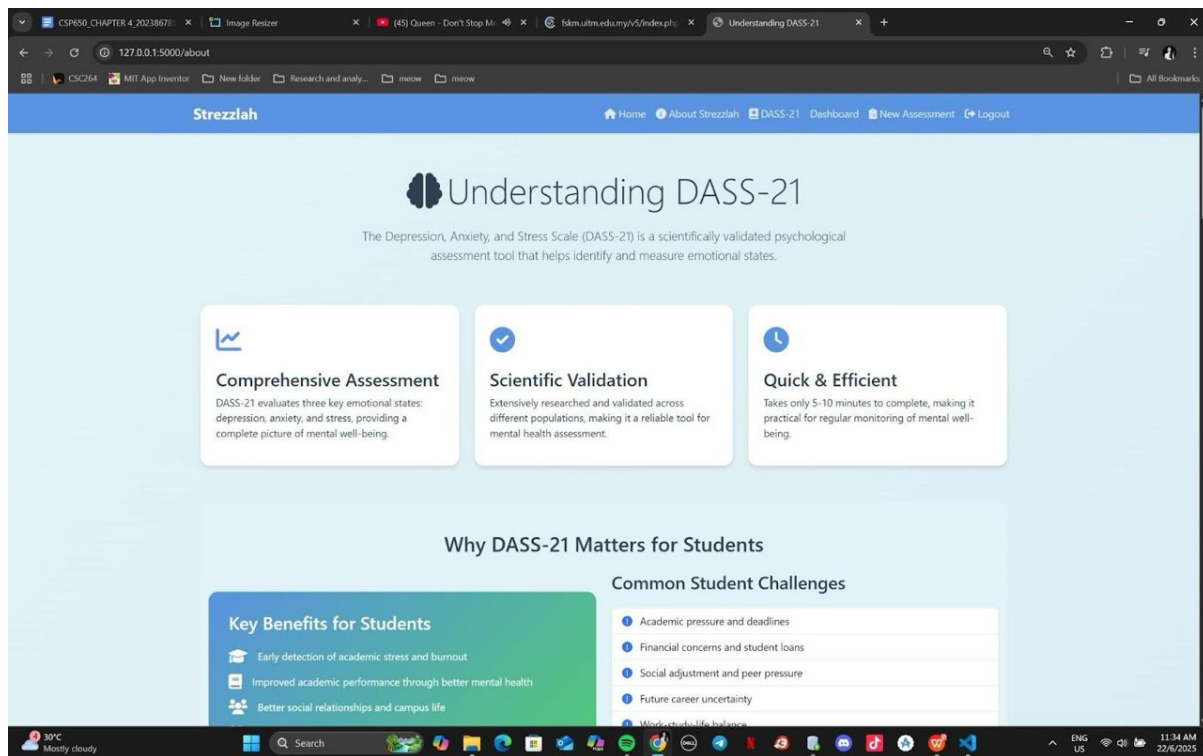 CSP650_CHAPTER 4_20238678
Image Resizer
(45) Queen - Don't Stop Me
fskm.uitm.edu.my/v5/index.php
Understanding DASS-21
127.0.0.1:5000/about
CSC264
MIT App Inventor
New folder
Research and analy...
meow
meow
All Bookmarks
Strezzlah
Home
About Strezzlah
DASS-21
Dashboard
New Assessment
Logout
Understanding DASS-21
The Depression, Anxiety, and Stress Scale (DASS-21) is a scientifically validated psychological
assessment tool that helps identify and measure emotional states.
Comprehensive Assessment
DASS-21 evaluates three key emotional states:
depression, anxiety, and stress, providing a
complete picture of mental well-being.
Scientific Validation
Extensively researched and validated across
different populations, making it a reliable tool for
mental health assessment.
Quick & Efficient
Takes only 5-10 minutes to complete, making it
practical for regular monitoring of mental well-
being.
Why DASS-21 Matters for Students
Key Benefits for Students
Early detection of academic stress and burnout
Improved academic performance through better mental health
Better social relationships and campus life
Common Student Challenges
Academic pressure and deadlines
Financial concerns and student loans
Social adjustment and peer pressure
Future career uncertainty
Work-study-life balance
30°C
Mostly cloudy
Search
ENG
US
11:34 AM
22/6/2025